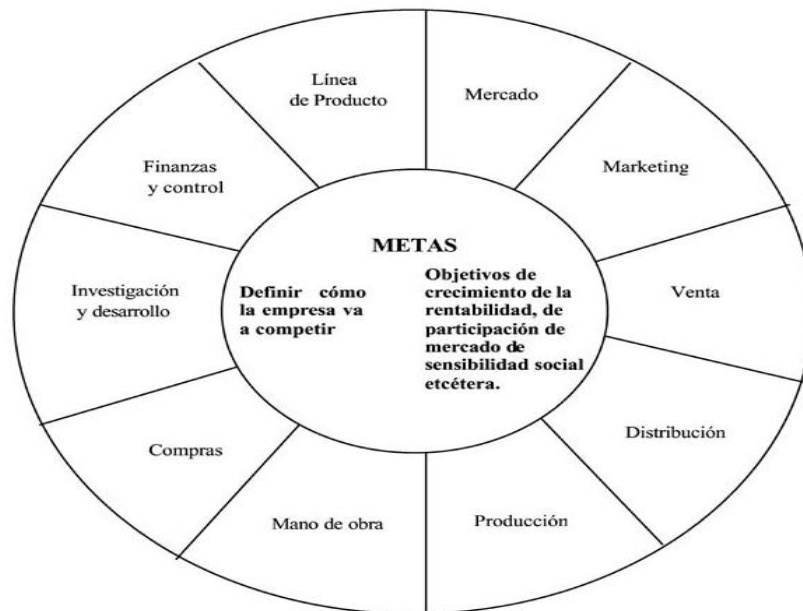 Línea
de Producto
Mercado
Marketing
Venta
Distribución
Producción
Mano de obra
Compras
Investigación
y desarrollo
Finanzas
y control
METAS
Definir cómo
la empresa va
a competir
Objetivos de
crecimiento de la
rentabilidad, de
participación de
mercado de
sensibilidad social
etcétera.